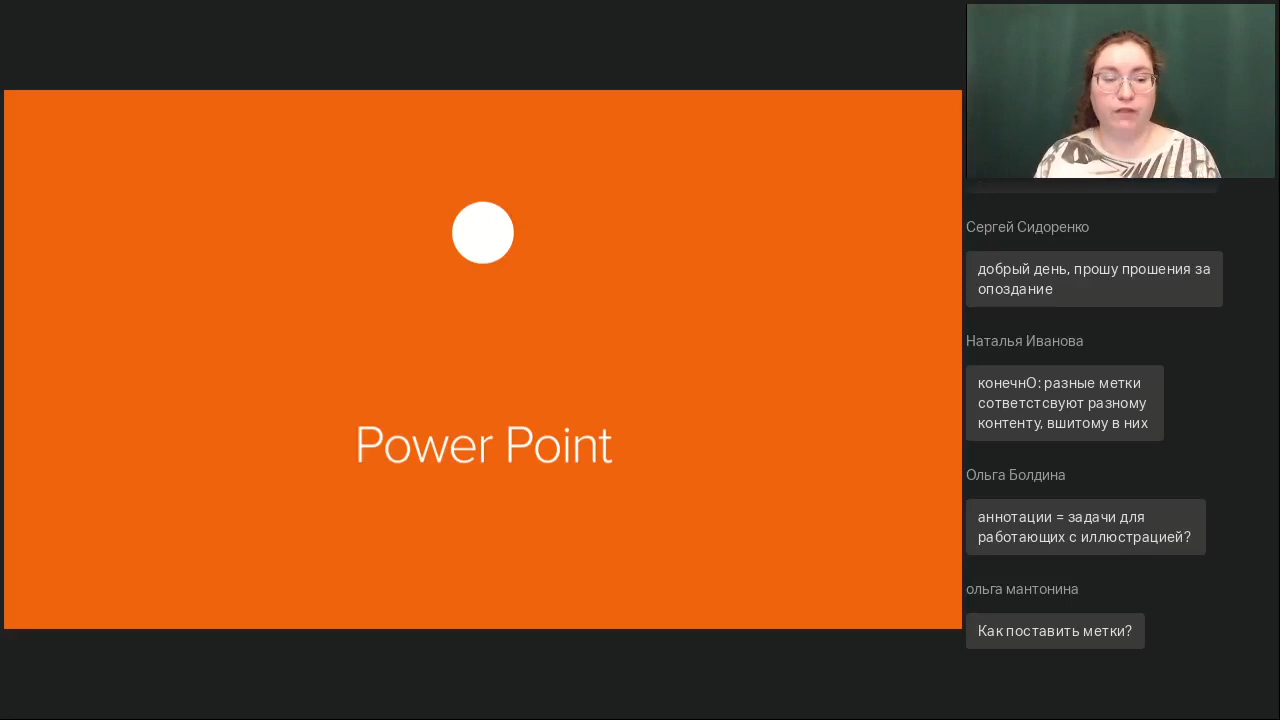 Power Point
Сергей Сидоренко
добрый день, прошу прошения за
опоздание
Наталья Иванова
конечнО: разные метки
сответстсвуют разному
контенту, вшитому в них
Ольга Болдина
аннотации = задачи для
работающих с иллюстрацией?
ольга мантонина
Как поставить метки?